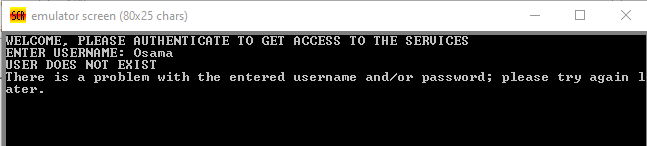 SCR emulator screen (80x25 chars)
WELCOME, PLEASE AUTHENTICATE TO GET ACCESS TO THE SERVICES
ENTER USERNAME: Osama
USER DOES NOT EXIST
There is a problem with the entered username and/or password; please try again l
ater.